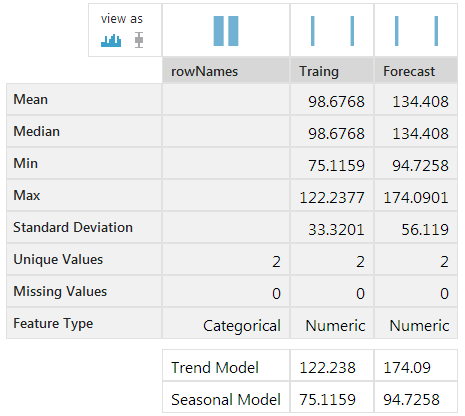 view as
rowNames Traing Forecast
Mean 98.6768 134.408
Median 98.6768 134.408
Min 75.1159 94.7258
Max 122.2377 174.0901
Standard Deviation 33.3201 56.119
Unique Values 2 2 2
Missing Values 0 0 0
Feature Type Categorical Numeric Numeric
Trend Model 122.238 174.09
Seasonal Model 75.1159 94.7258